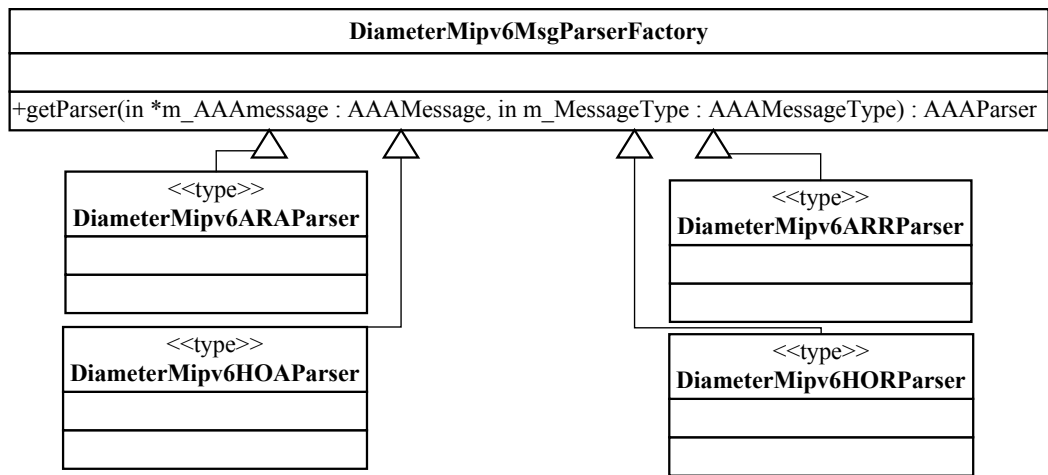 DiameterMipv6MsgParserFactory
+getParser(in *m_AAAmessage : AAAMessage, in m_MessageType : AAAMessageType) : AAAParser
<<type>>
DiameterMipv6ARAParser
<<type>>
DiameterMipv6ARRParser
<<type>>
DiameterMipv6HOAParser
<<type>>
DiameterMipv6HORParser